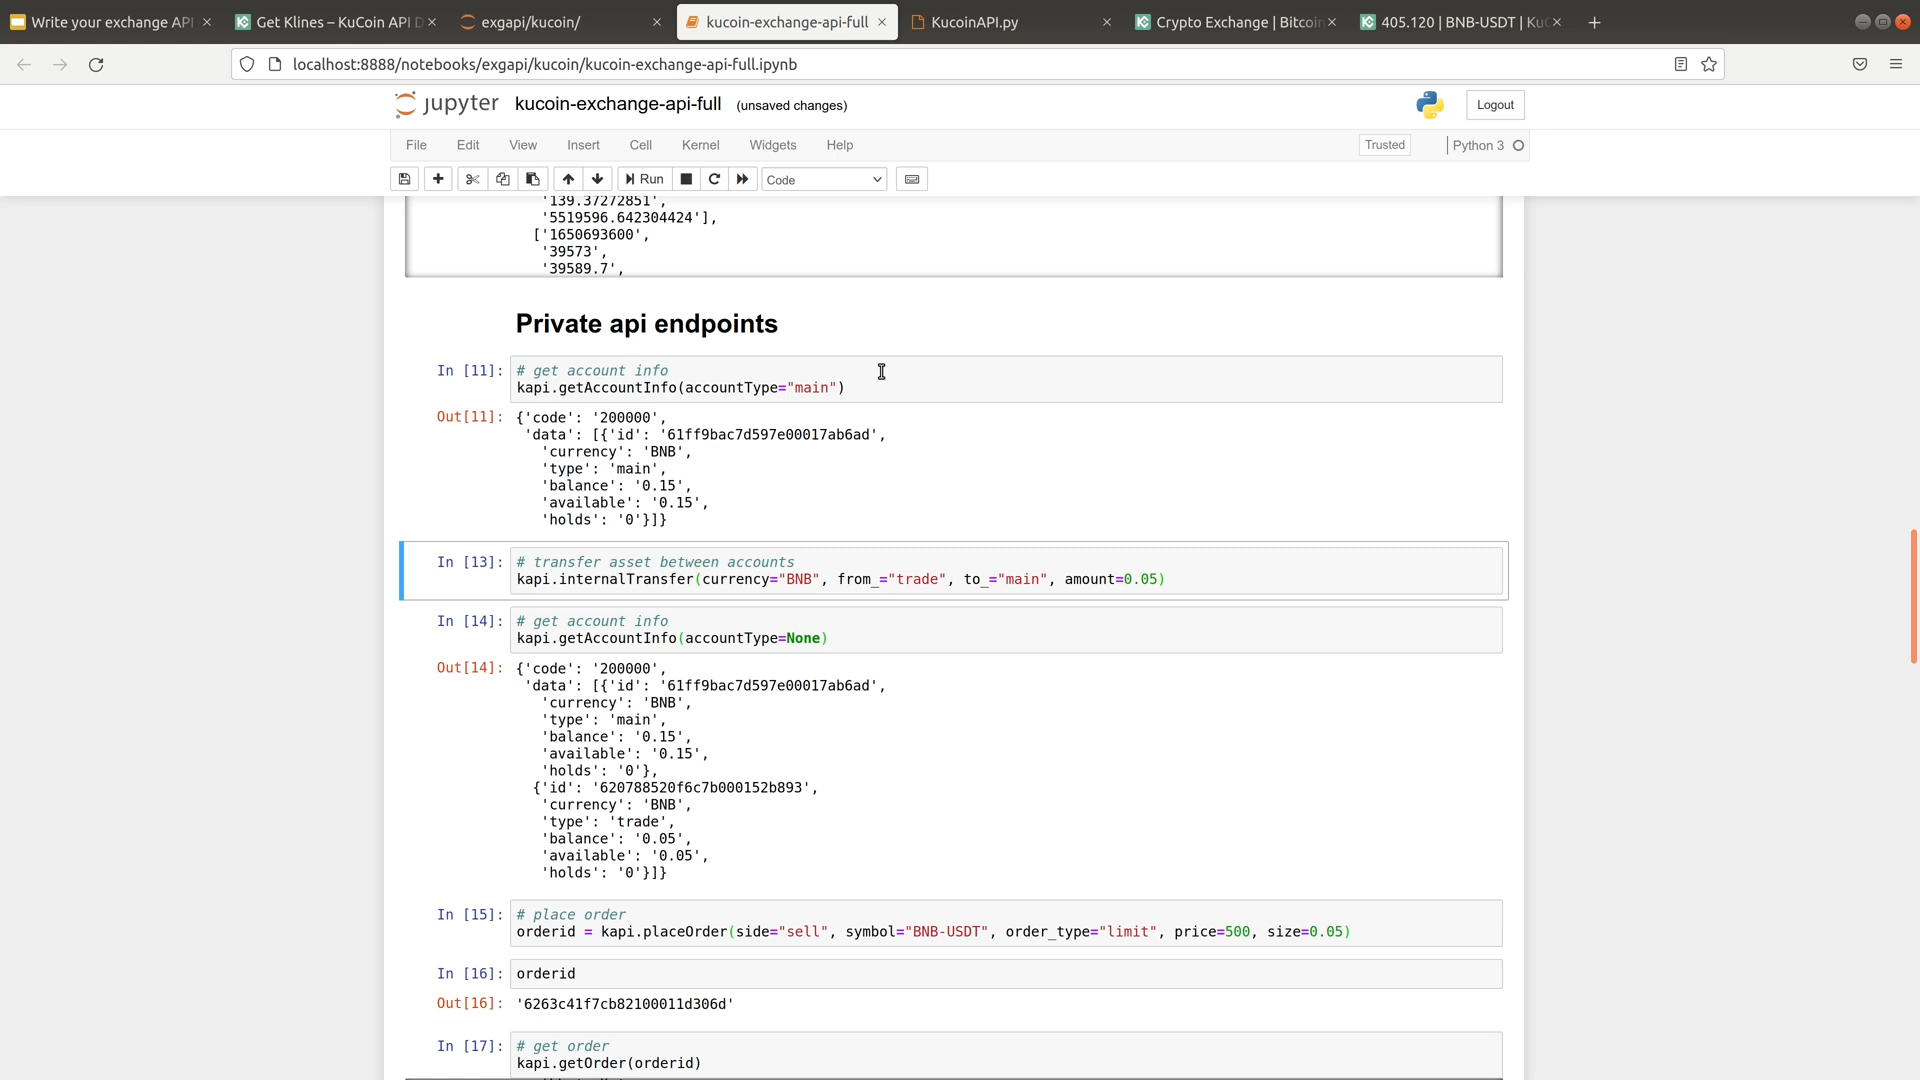 Write your exchange API
Get Klines – KuCoin API D
exgapi/kucoin/
kucoin-exchange-api-full
KucoinAPI.py
Crypto Exchange | Bitcoin
405.120 | BNB-USDT | Ku
localhost:8888/notebooks/exgapi/kucoin/kucoin-exchange-api-full.ipynb
jupyter kucoin-exchange-api-full (unsaved changes)
Logout
File Edit View Insert Cell Kernel Widgets Help
Trusted
Python 3
Run
Code
'139.37272851',
'5519596.642304424'],
['1650693600',
'39573',
'39589.7',
Private api endpoints
In [11]: # get account info
kapi.getAccountInfo(accountType="main")
Out[11]: {'code': '200000',
'data': [{'id': '61ff9bac7d597e00017ab6ad',
'currency': 'BNB',
'type': 'main',
'balance': '0.15',
'available': '0.15',
'holds': '0'}]}
In [13]: # transfer asset between accounts
kapi.internalTransfer(currency="BNB", from_="trade", to_="main", amount=0.05)
In [14]: # get account info
kapi.getAccountInfo(accountType=None)
Out[14]: {'code': '200000',
'data': [{'id': '61ff9bac7d597e00017ab6ad',
'currency': 'BNB',
'type': 'main',
'balance': '0.15',
'available': '0.15',
'holds': '0'},
{'id': '620788520f6c7b000152b893',
'currency': 'BNB',
'type': 'trade',
'balance': '0.05',
'available': '0.05',
'holds': '0'}]}
In [15]: # place order
orderid = kapi.placeOrder(side="sell", symbol="BNB-USDT", order_type="limit", price=500, size=0.05)
In [16]: orderid
Out[16]: '6263c41f7cb82100011d306d'
In [17]: # get order
kapi.getOrder(orderid)